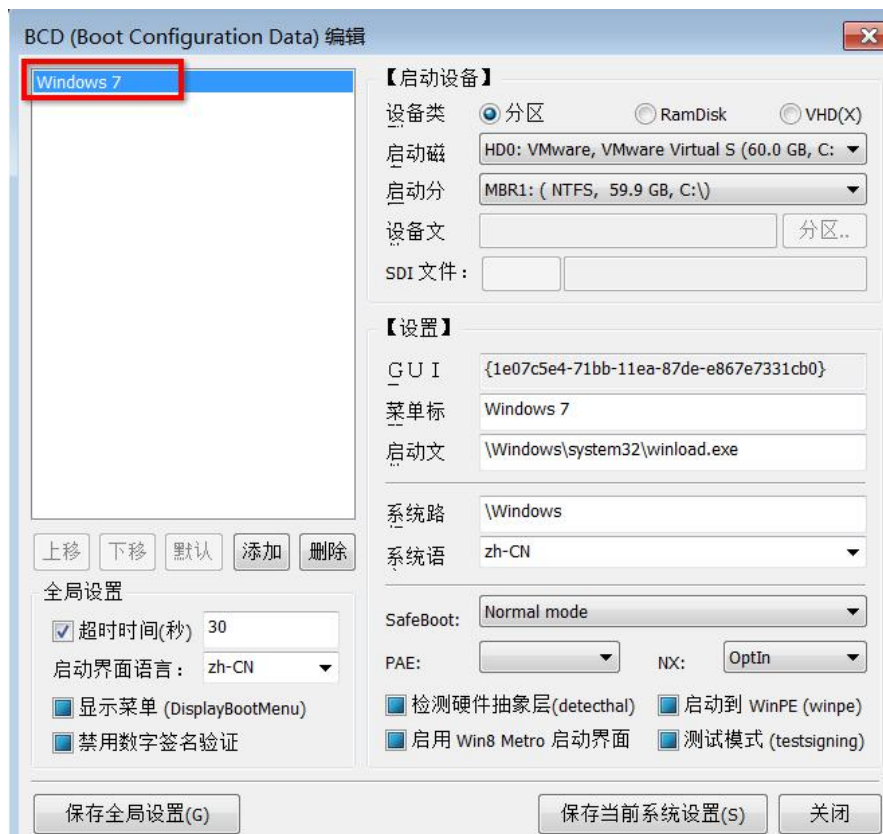 BCD (Boot Configuration Data) 编辑
Windows 7
上移 下移 默认 添加 删除
全局设置
超时时间(秒) 30
启动界面语言： zh-CN
显示菜单 (DisplayBootMenu)
禁用数字签名验证
保存全局设置(G)
【启动设备】
设备类 分区 RamDisk VHD(X)
启动磁 HD0: VMware, VMware Virtual S (60.0 GB, C:
启动分 MBR1: ( NTFS, 59.9 GB, C:\)
设备文 分区..
SDI 文件：
【设置】
GUI {1e07c5e4-71bb-11ea-87de-e867e7331cb0}
菜单标 Windows 7
启动文 \Windows\system32\winload.exe
系统路 \Windows
系统语 zh-CN
SafeBoot: Normal mode
PAE: NX: OptIn
检测硬件抽象层(detecthal) 启动到 WinPE (winpe)
启用 Win8 Metro 启动界面 测试模式 (testsigning)
保存当前系统设置(S) 关闭